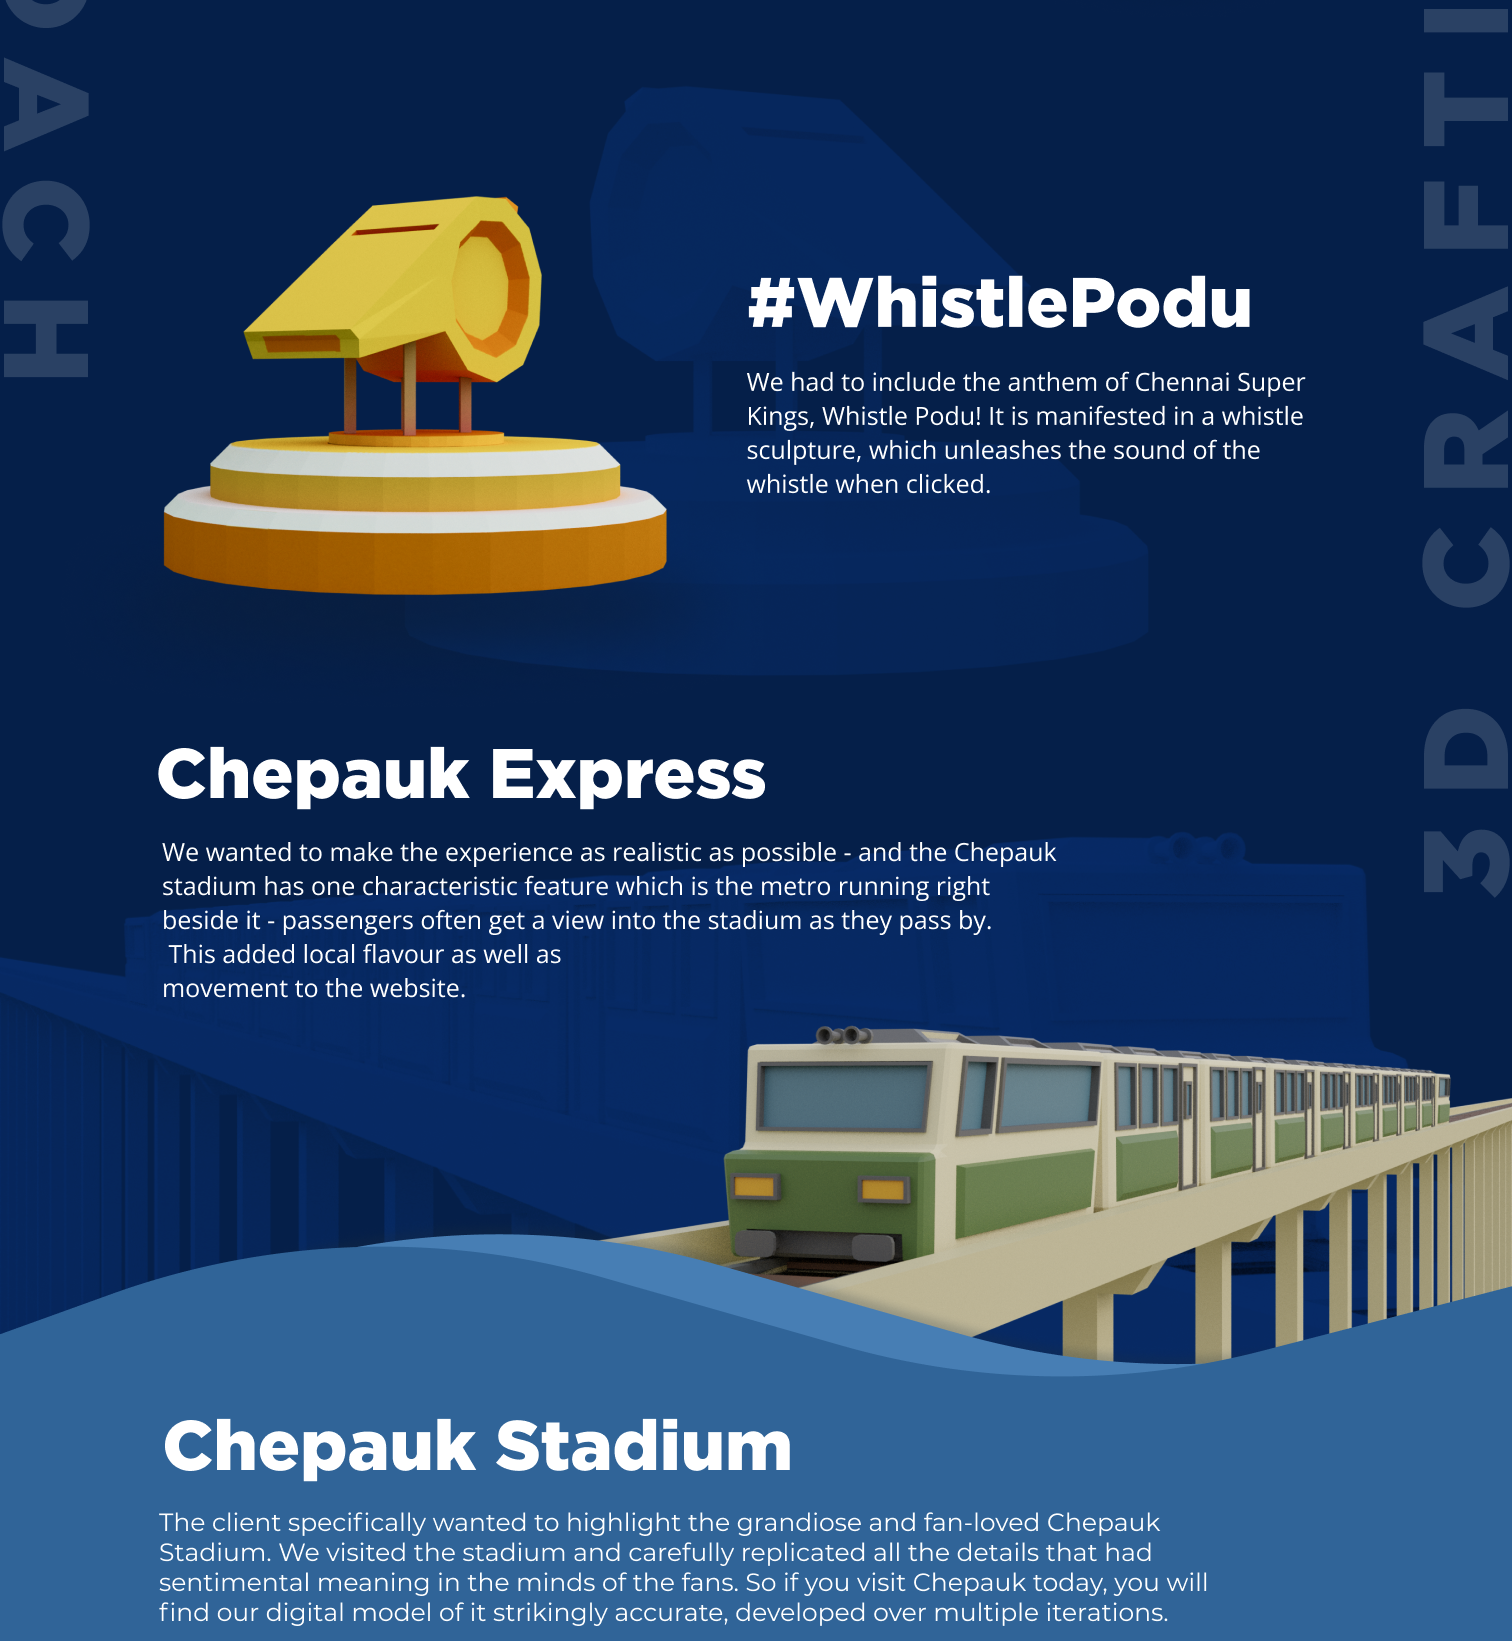 ACH
3D CRAFTI
#WhistlePodu
We had to include the anthem of Chennai Super
Kings, Whistle Podu! It is manifested in a whistle
sculpture, which unleashes the sound of the
whistle when clicked.
Chepauk Express
We wanted to make the experience as realistic as possible - and the Chepauk
stadium has one characteristic feature which is the metro running right
beside it - passengers often get a view into the stadium as they pass by.
This added local flavour as well as
movement to the website.
Chepauk Stadium
The client specifically wanted to highlight the grandiose and fan-loved Chepauk
Stadium. We visited the stadium and carefully replicated all the details that had
sentimental meaning in the minds of the fans. So if you visit Chepauk today, you will
find our digital model of it strikingly accurate, developed over multiple iterations.